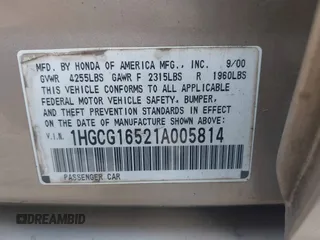 MFD. BY HONDA OF AMERICA MFG., INC. 9/00
GVWR 4255LBS GAWR F 2315LBS R 1960LBS
THIS VEHICLE CONFORMS TO ALL APPLICABLE
FEDERAL MOTOR VEHICLE SAFETY, BUMPER,
AND THEFT PREVENTION STANDARDS IN EFFECT
ON THE DATE OF MANUFACTURE SHOWN ABOVE.
V.I.N. 1HGCG16521A005814
PASSENGER CAR
DREAMBID